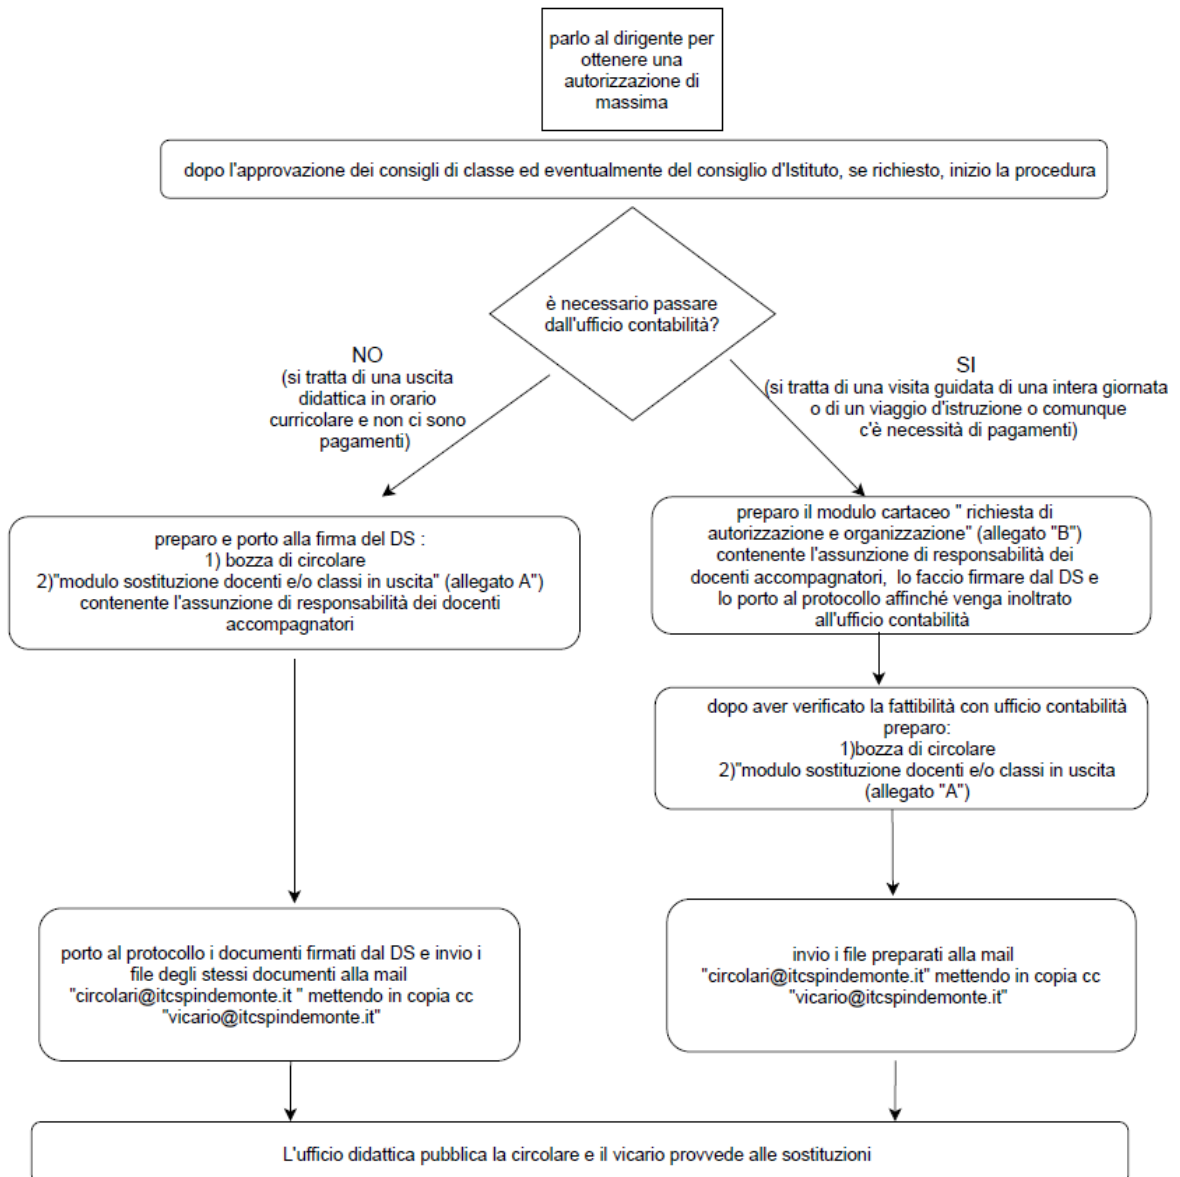 parlo al dirigente per
ottenere una
autorizzazione di
massima
dopo l'approvazione dei consigli di classe ed eventualmente del consiglio d'Istituto, se richiesto, inizio la procedura
è necessario passare
dall'ufficio contabilità?
NO
(si tratta di una uscita
didattica in orario
curricolare e non ci sono
pagamenti)
SI
(si tratta di una visita guidata di una intera giornata
o di un viaggio d'istruzione o comunque
c'è necessità di pagamenti)
preparo e porto alla firma del DS :
1) bozza di circolare
2)"modulo sostituzione docenti e/o classi in uscita" (allegato A")
contenente l'assunzione di responsabilità dei docenti
accompagnatori
preparo il modulo cartaceo " richiesta di
autorizzazione e organizzazione" (allegato "B")
contenente l'assunzione di responsabilità dei
docenti accompagnatori, lo faccio firmare dal DS e
lo porto al protocollo affinché venga inoltrato
all'ufficio contabilità
dopo aver verificato la fattibilità con ufficio contabilità
preparo:
1)bozza di circolare
2)"modulo sostituzione docenti e/o classi in uscita
(allegato "A")
porto al protocollo i documenti firmati dal DS e invio i
file degli stessi documenti alla mail
"circolari@itcspindemonte.it " mettendo in copia cc
"vicario@itcspindemonte.it"
invio i file preparati alla mail
"circolari@itcspindemonte.it" mettendo in copia cc
"vicario@itcspindemonte.it"
L'ufficio didattica pubblica la circolare e il vicario provvede alle sostituzioni